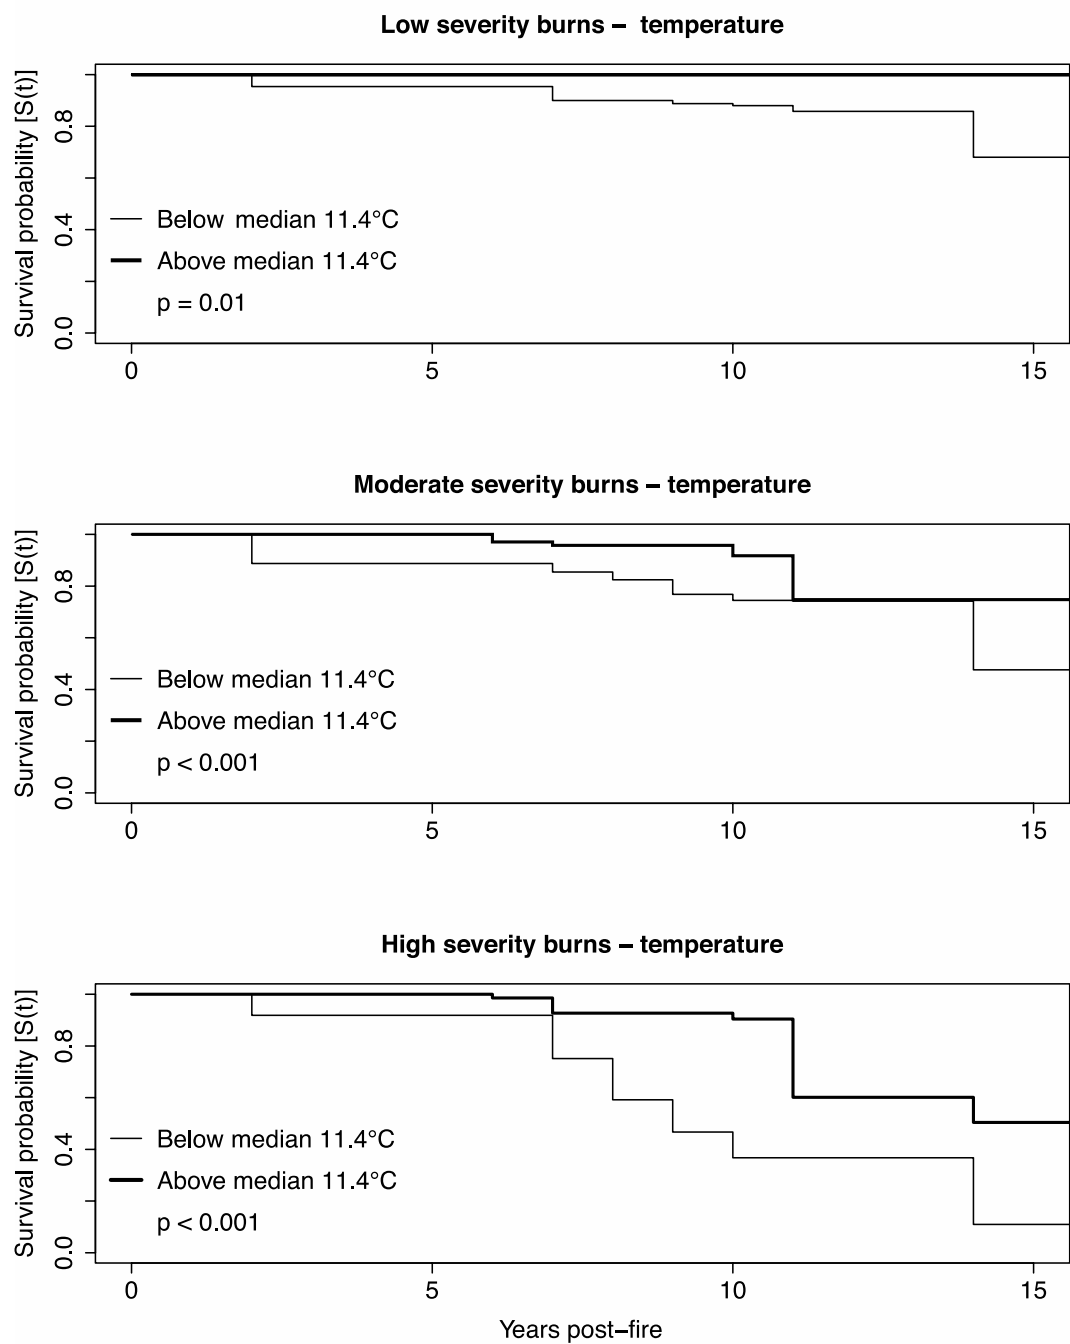 Low severity burns – temperature
Survival probability [S(t)]
0.8
0.4
0.0
Below median 11.4°C
Above median 11.4°C
p = 0.01
0 5 10 15
Moderate severity burns – temperature
Survival probability [S(t)]
0.8
0.4
0.0
Below median 11.4°C
Above median 11.4°C
p < 0.001
0 5 10 15
High severity burns – temperature
Survival probability [S(t)]
0.8
0.4
0.0
Below median 11.4°C
Above median 11.4°C
p < 0.001
0 5 10 15
Years post–fire